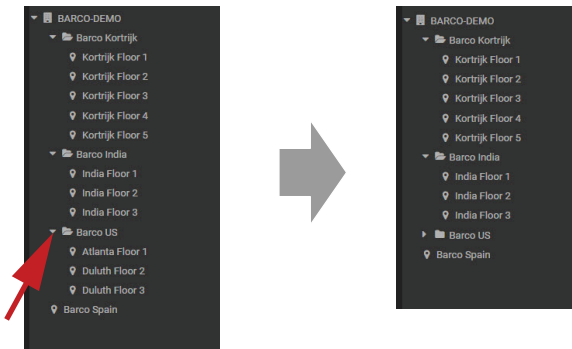 BARCO-DEMO
Barco Kortrijk
Kortrijk Floor 1
Kortrijk Floor 2
Kortrijk Floor 3
Kortrijk Floor 4
Kortrijk Floor 5
Barco India
India Floor 1
India Floor 2
India Floor 3
Barco US
Atlanta Floor 1
Duluth Floor 2
Duluth Floor 3
Barco Spain
BARCO-DEMO
Barco Kortrijk
Kortrijk Floor 1
Kortrijk Floor 2
Kortrijk Floor 3
Kortrijk Floor 4
Kortrijk Floor 5
Barco India
India Floor 1
India Floor 2
India Floor 3
Barco US
Barco Spain